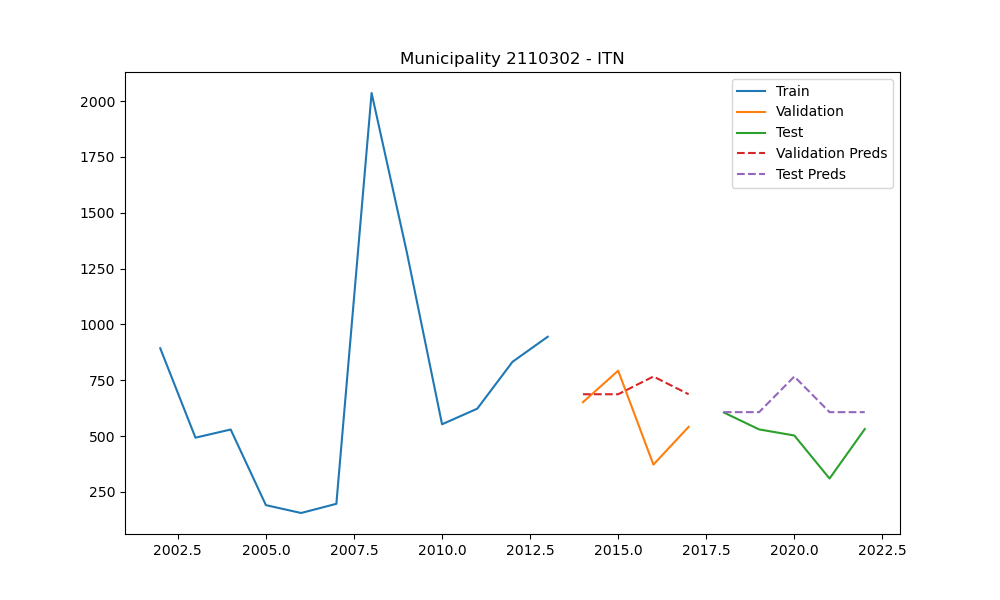 Municipality 2110302 - ITN
Train
Validation
Test
Validation Preds
Test Preds
2000
1750
1500
1250
1000
750
500
250
2002.5 2005.0 2007.5 2010.0 2012.5 2015.0 2017.5 2020.0 2022.5